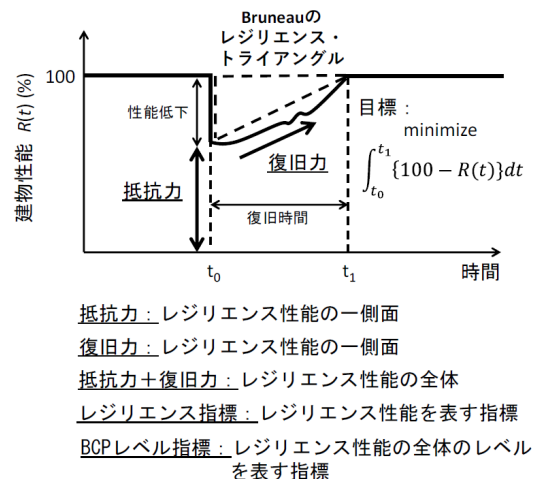 Bruneauの
レジリエンス・
トライアングル
建物性能 R(t) (%)
100
性能低下
抵抗力
復旧力
復旧時間
目標：
minimize
∫_{t0}^{t1}{100 − R(t)}dt
t0
t1
時間
抵抗力：レジリエンス性能の一側面
復旧力：レジリエンス性能の一側面
抵抗力＋復旧力：レジリエンス性能の全体
レジリエンス指標：レジリエンス性能を表す指標
BCPレベル指標：レジリエンス性能の全体のレベル
を表す指標